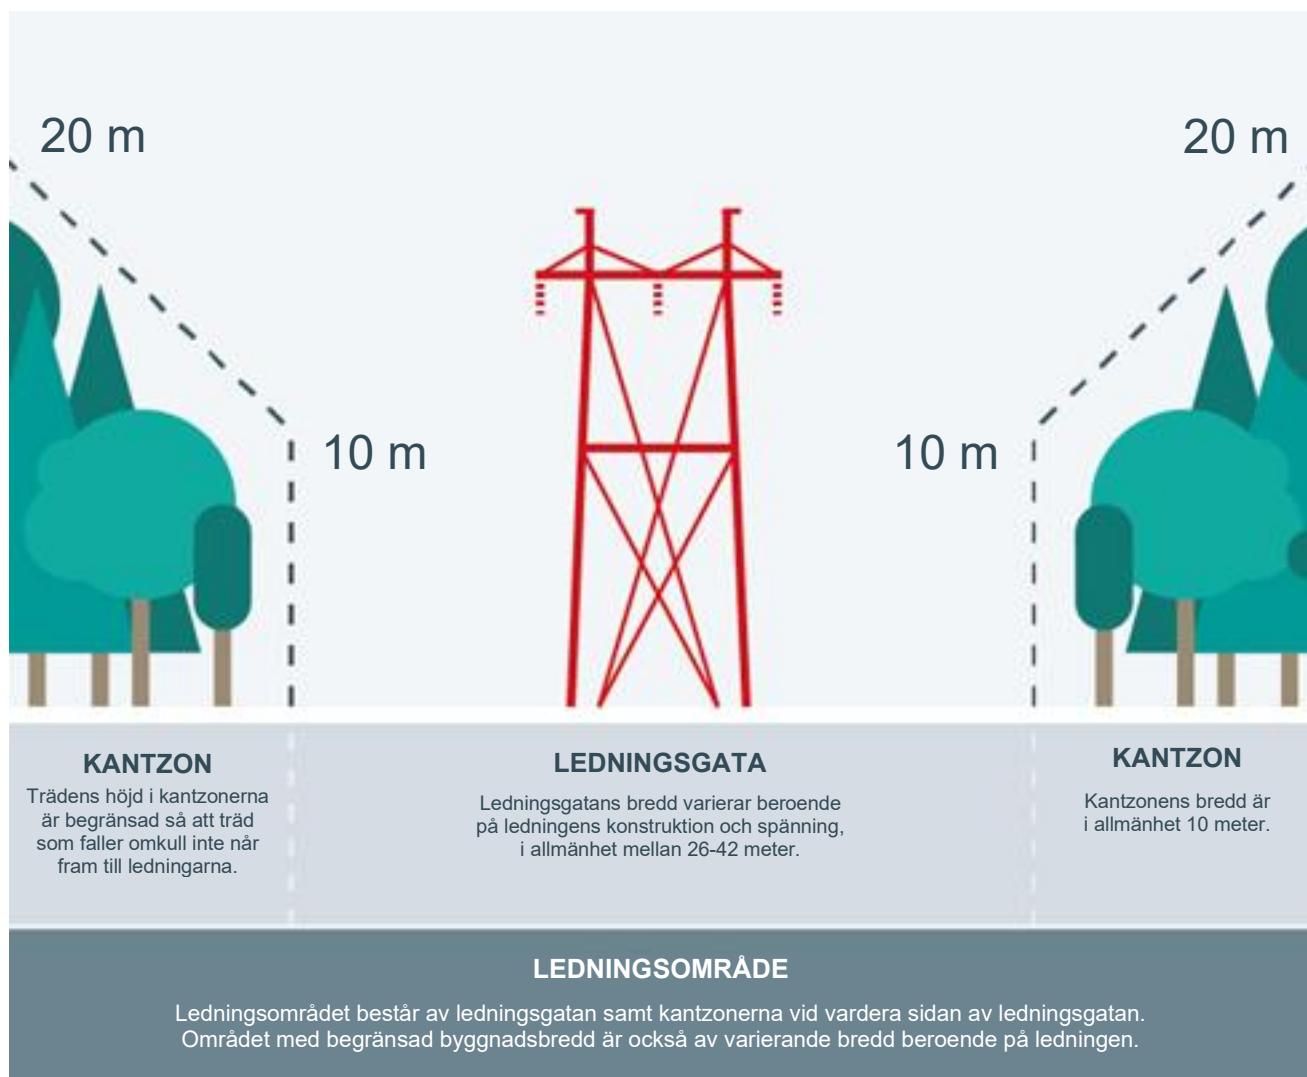 20 m
20 m
10 m
10 m
KANTZON
Trädens höjd i kantzonerna
är begränsad så att träd
som faller omkull inte når
fram till ledningarna.
LEDNINGSGATA
Ledningsgatans bredd varierar beroende
på ledningens konstruktion och spänning,
i allmänhet mellan 26-42 meter.
KANTZON
Kantzonens bredd är
i allmänhet 10 meter.
LEDNINGSOMRÅDE
Ledningsområdet består av ledningsgatan samt kantzonerna vid vardera sidan av ledningsgatan.
Området med begränsad byggnadsbredd är också av varierande bredd beroende på ledningen.